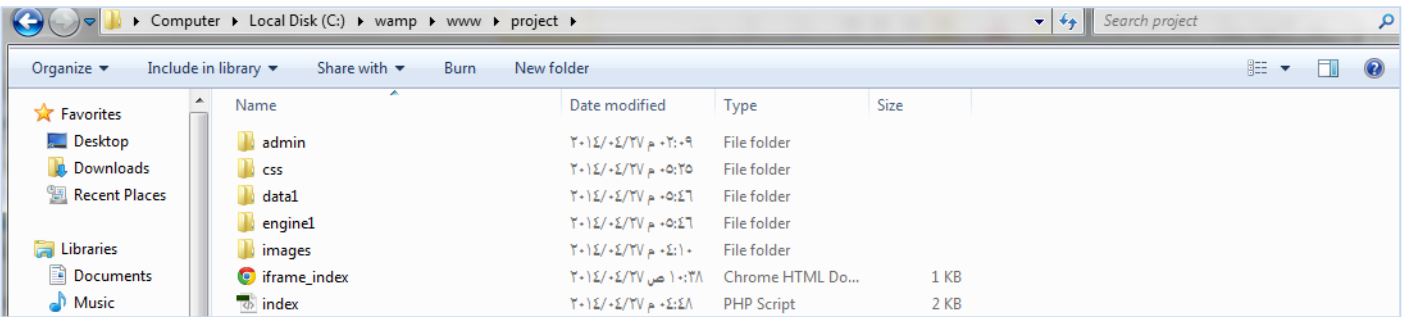 Computer ▸ Local Disk (C:) ▸ wamp ▸ www ▸ project ▸ Search project
Organize Include in library Share with Burn New folder
Name Date modified Type Size
Favorites
Desktop
Downloads
Recent Places
Libraries
Documents
Music
admin ٢٠١٤/٠٤/٢٧ م ٠٢:٠٩ File folder
css ٢٠١٤/٠٤/٢٧ م ٠٥:٢٥ File folder
data1 ٢٠١٤/٠٤/٢٧ م ٠٥:٤٦ File folder
engine1 ٢٠١٤/٠٤/٢٧ م ٠٥:٤٦ File folder
images ٢٠١٤/٠٤/٢٧ م ٠٤:١٠ File folder
iframe_index ٢٠١٤/٠٤/٢٧ ص ١٠:٣٨ Chrome HTML Do... 1 KB
index ٢٠١٤/٠٤/٢٧ م ٠٤:٤٨ PHP Script 2 KB